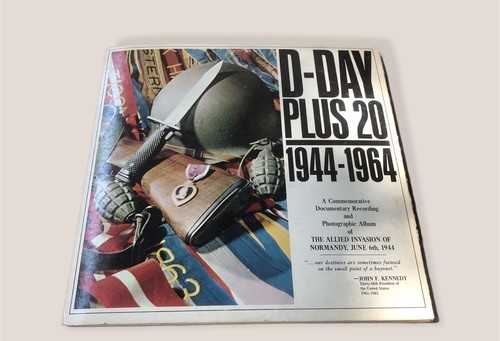 D-DAY
PLUS 20
1944-1964
A Commemorative
Documentary Recording
and
Photographic Album
of
THE ALLIED INVASION OF
NORMANDY, JUNE 6th, 1944
"...our destinies are sometimes focused
on the small point of a bayonet."
—JOHN F. KENNEDY
Thirty-fifth President of
the United States
1961-1963
1863